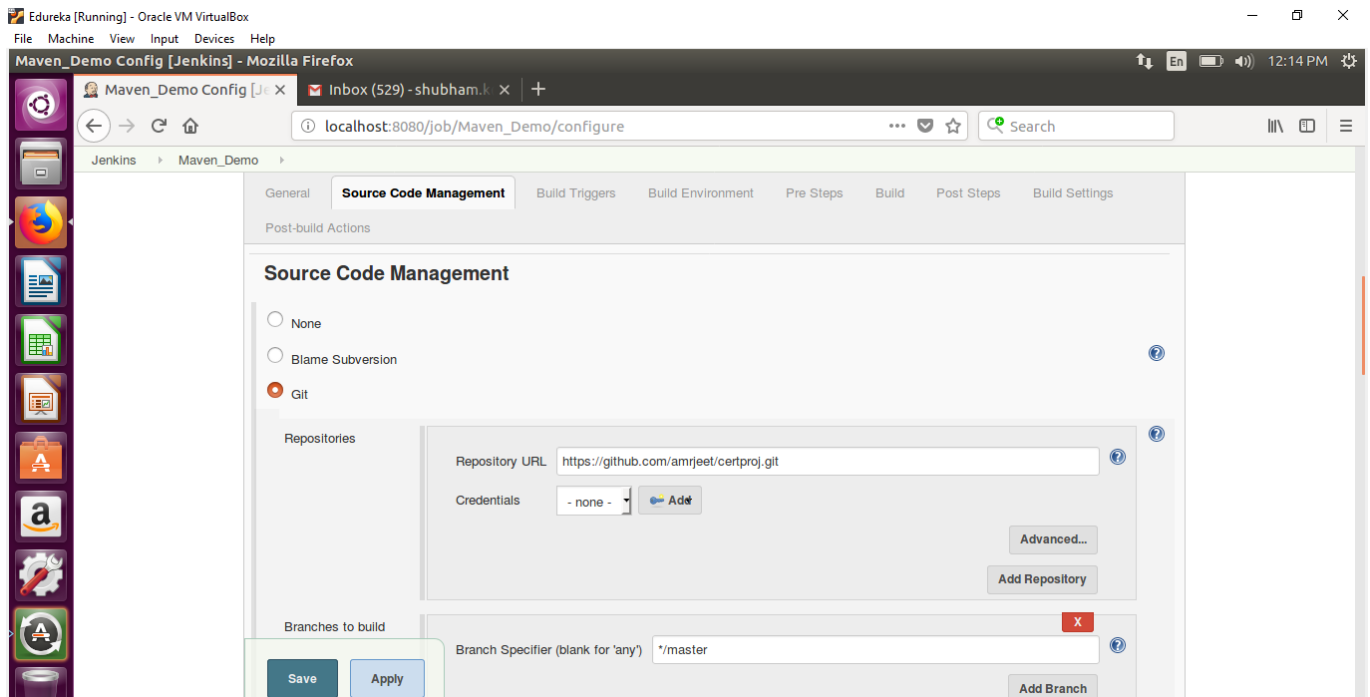 Edureka [Running] - Oracle VM VirtualBox
File Machine View Input Devices Help
Maven_Demo Config [Jenkins] - Mozilla Firefox
En 12:14 PM
Maven_Demo Config [Je Inbox (529) - shubham.k
localhost:8080/job/Maven_Demo/configure Search
Jenkins Maven_Demo
General Source Code Management Build Triggers Build Environment Pre Steps Build Post Steps Build Settings
Post-build Actions
Source Code Management
None
Blame Subversion
Git
Repositories
Repository URL https://github.com/amrjeet/certproj.git
Credentials - none - Add
Advanced...
Add Repository
Branches to build X
Branch Specifier (blank for 'any') */master
Save Apply Add Branch